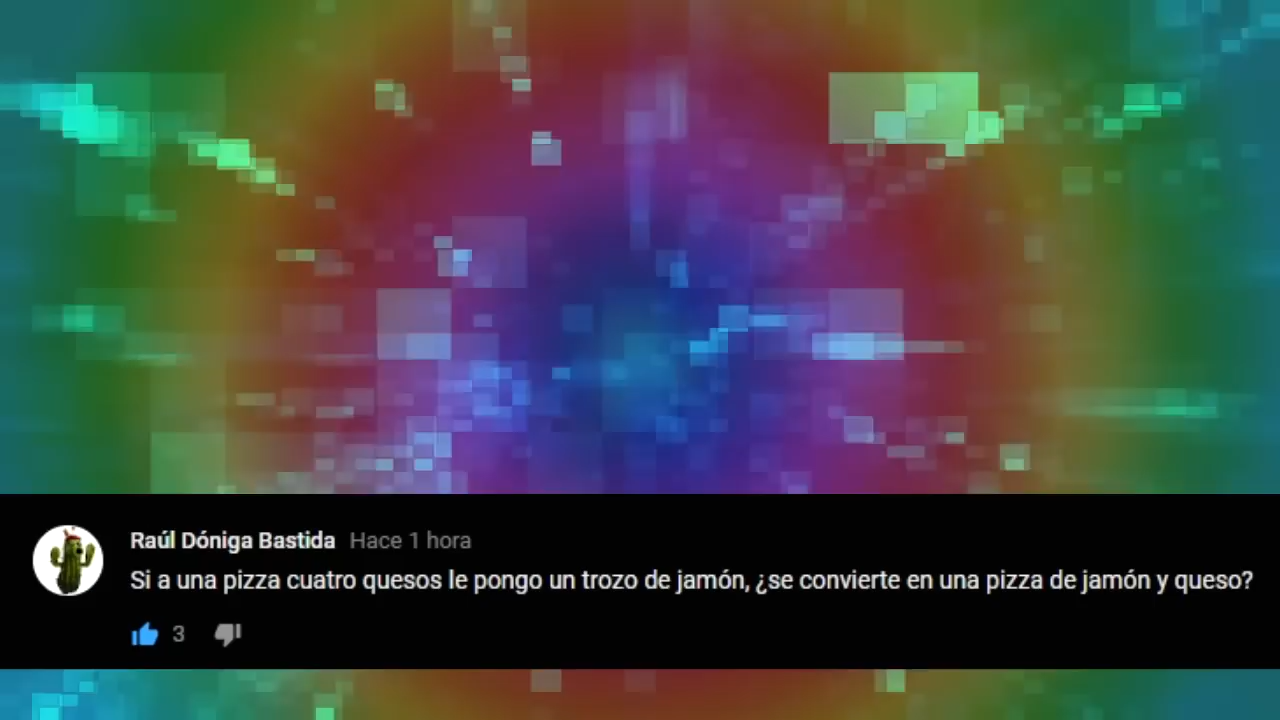 Raúl Dóniga Bastida Hace 1 hora
Si a una pizza cuatro quesos le pongo un trozo de jamón, ¿se convierte en una pizza de jamón y queso?
3